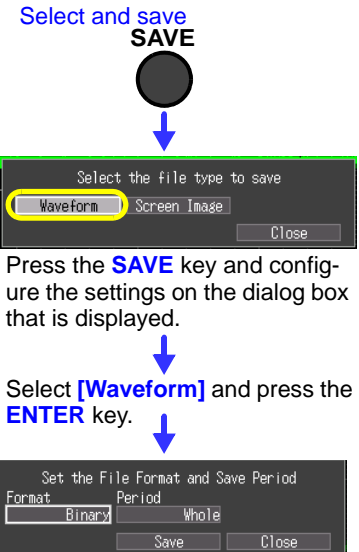 Select and save
SAVE
Select the file type to save
Waveform Screen Image
Close
Press the SAVE key and config-
ure the settings on the dialog box
that is displayed.
Select [Waveform] and press the
ENTER key.
Set the File Format and Save Period
Format Period
Binary Whole
Save Close